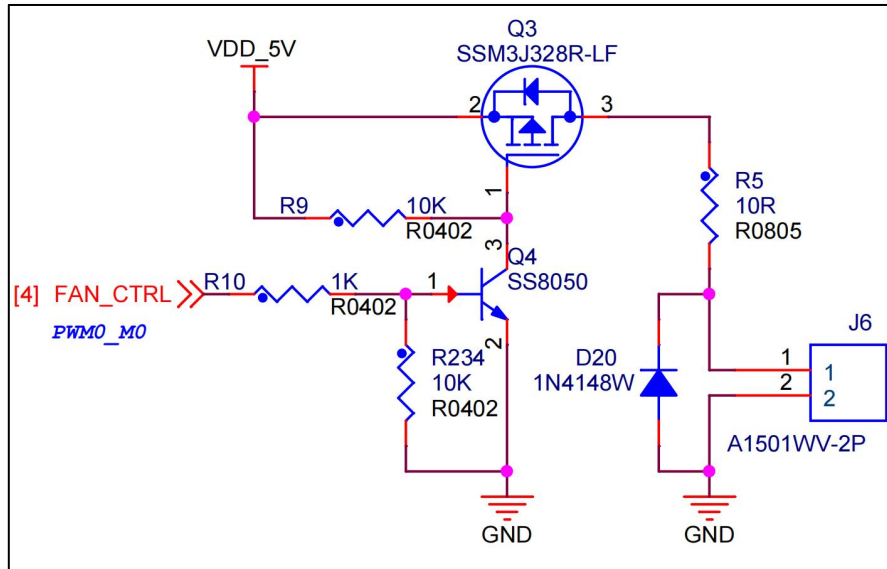 Q3
SSM3J328R-LF
VDD_5V
2
3
1
R9
10K
R0402
R5
10R
R0805
3
Q4
SS8050
[4] FAN_CTRL
R10
1K
R0402
1
PWM0_M0
2
R234
10K
R0402
D20
1N4148W
J6
1
1
2
2
A1501WV-2P
GND
GND